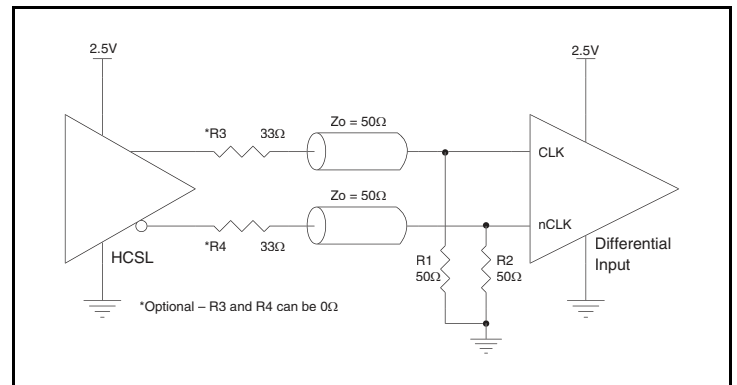 2.5V
2.5V
*R3 33Ω
Zo = 50Ω
CLK
Zo = 50Ω
nCLK
*R4 33Ω
HCSL
R1
50Ω
R2
50Ω
Differential
Input
*Optional – R3 and R4 can be 0Ω